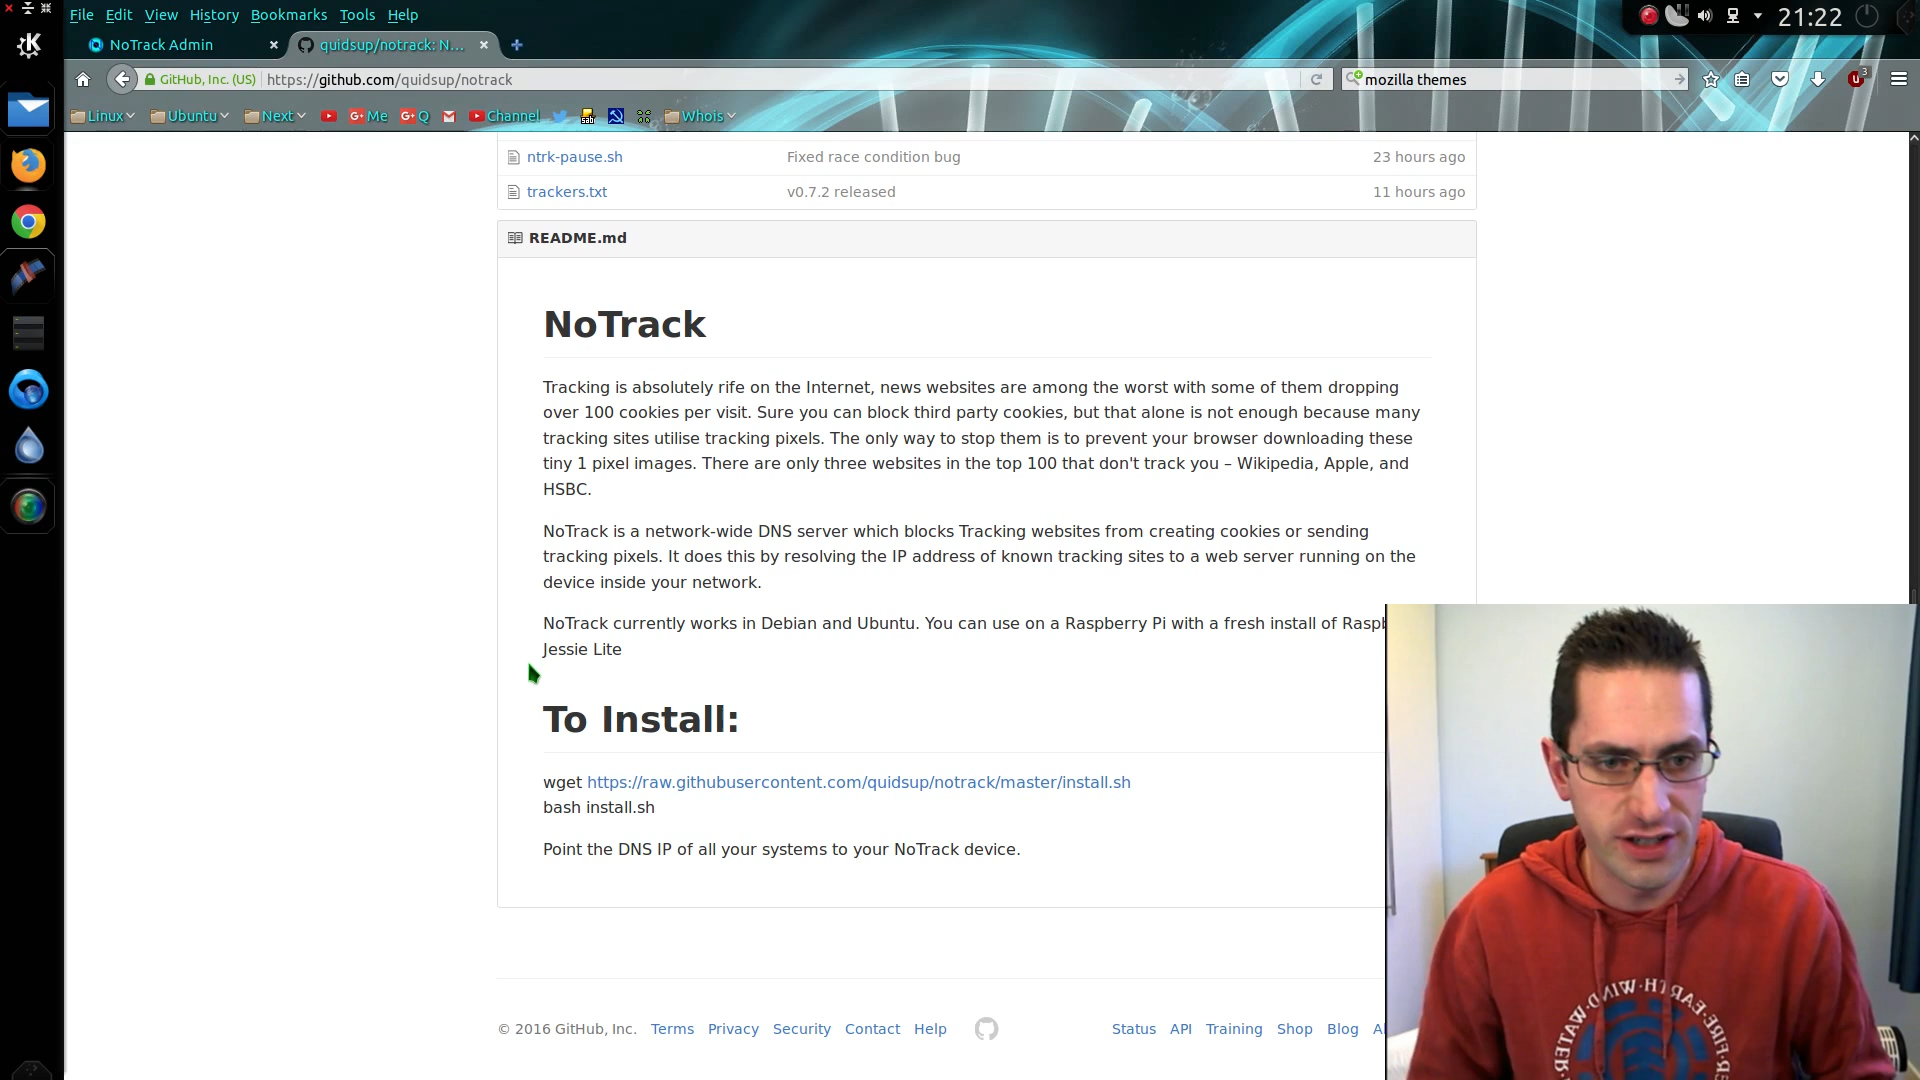 File Edit View History Bookmarks Tools Help
21:22
NoTrack Admin
quidsup/notrack: N...
GitHub, Inc. (US)
https://github.com/quidsup/notrack
mozilla themes
3
Linux
Ubuntu
Next
G+ Me
G+ Q
Channel
sab
Whois
ntrk-pause.sh Fixed race condition bug 23 hours ago
trackers.txt v0.7.2 released 11 hours ago
README.md
NoTrack
Tracking is absolutely rife on the Internet, news websites are among the worst with some of them dropping
over 100 cookies per visit. Sure you can block third party cookies, but that alone is not enough because many
tracking sites utilise tracking pixels. The only way to stop them is to prevent your browser downloading these
tiny 1 pixel images. There are only three websites in the top 100 that don't track you – Wikipedia, Apple, and
HSBC.
NoTrack is a network-wide DNS server which blocks Tracking websites from creating cookies or sending
tracking pixels. It does this by resolving the IP address of known tracking sites to a web server running on the
device inside your network.
NoTrack currently works in Debian and Ubuntu. You can use on a Raspberry Pi with a fresh install of Raspb
Jessie Lite
To Install:
wget https://raw.githubusercontent.com/quidsup/notrack/master/install.sh
bash install.sh
Point the DNS IP of all your systems to your NoTrack device.
© 2016 GitHub, Inc. Terms Privacy Security Contact Help
Status API Training Shop Blog A
WATER·WIND·EARTH·FIRE